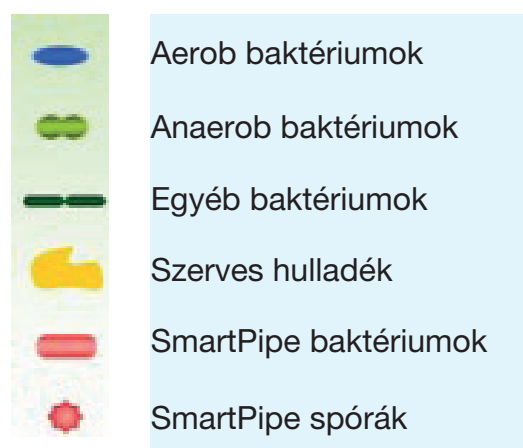 Aerob baktériumok
Anaerob baktériumok
Egyéb baktériumok
Szerves hulladék
SmartPipe baktériumok
SmartPipe spórák